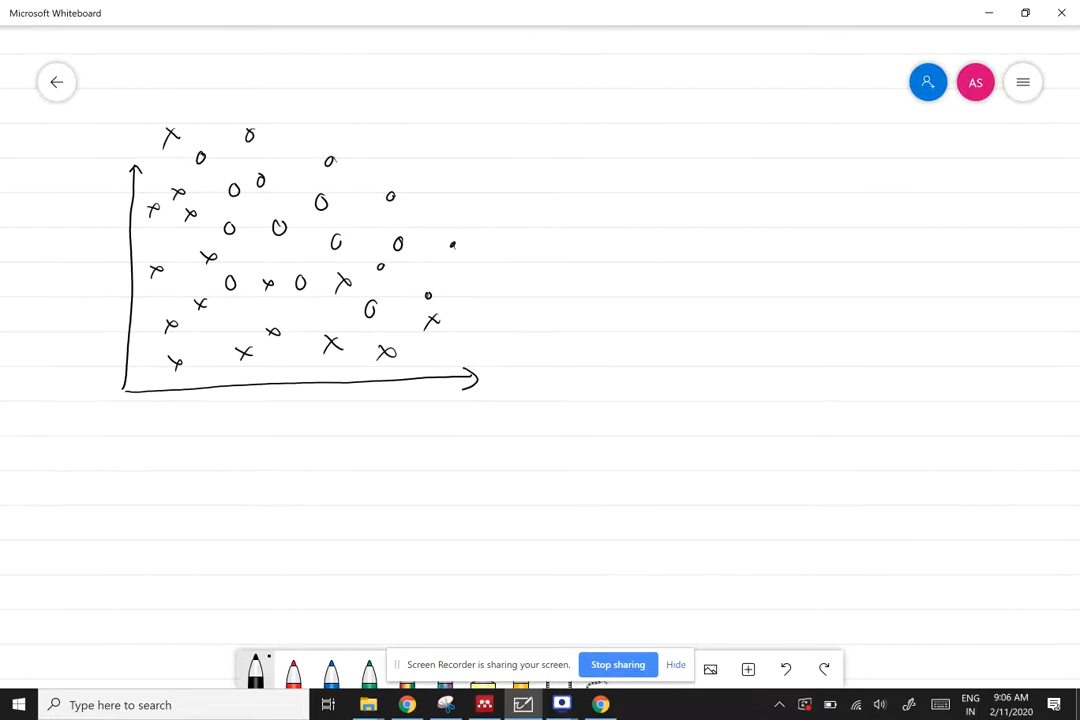 Microsoft Whiteboard
AS
Screen Recorder is sharing your screen.
Stop sharing
Hide
Type here to search
ENG
IN
9:06 AM
2/11/2020